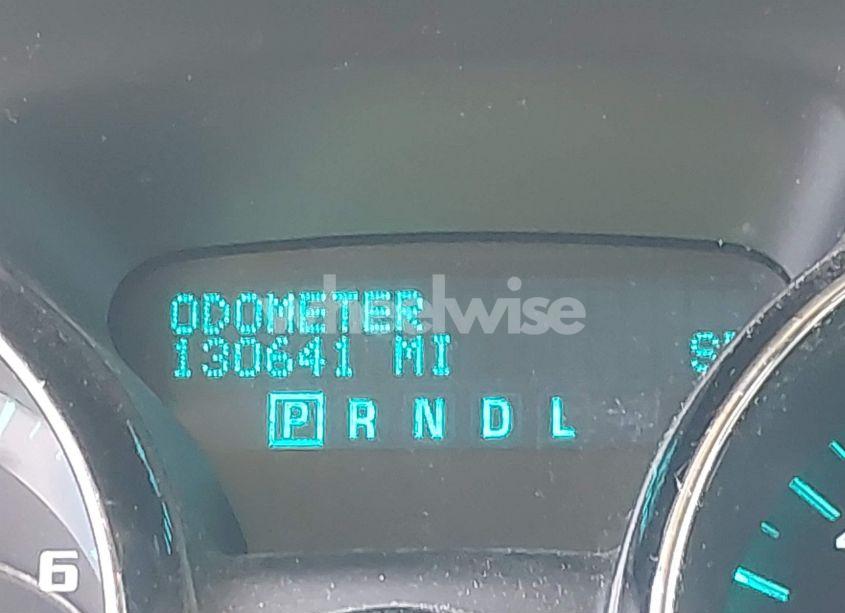 ODOMETER
130641 MI
P R N D L
6